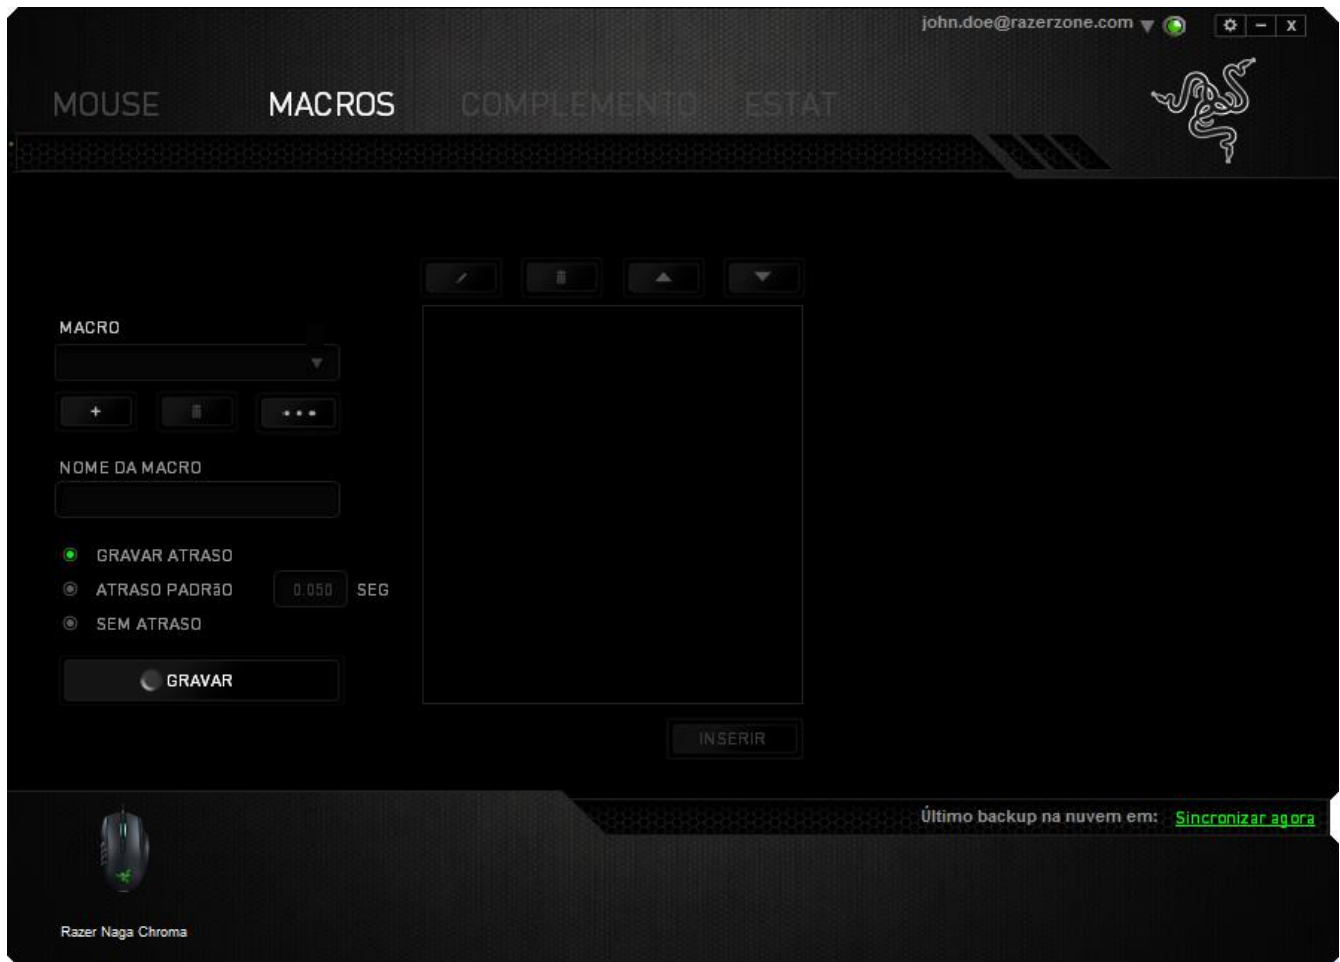 john.doe@razerzone.com
MOUSE MACROS COMPLEMENTO ESTAT
MACRO
NOME DA MACRO
GRAVAR ATRASO
ATRASO PADRãO 0.050 SEG
SEM ATRASO
GRAVAR
INSERIR
Último backup na nuvem em: Sincronizar agora
Razer Naga Chroma